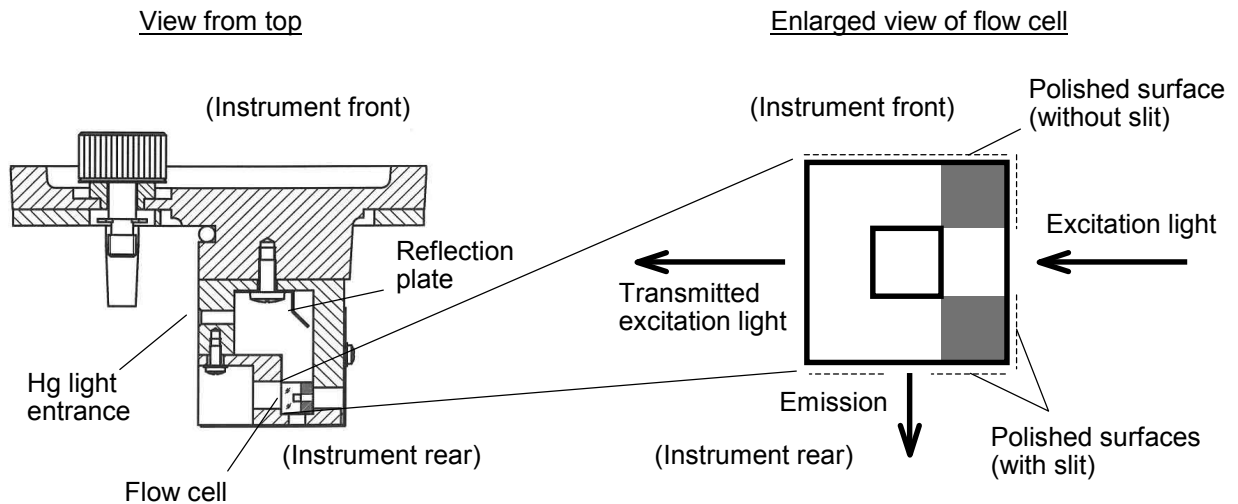 View from top
Enlarged view of flow cell
(Instrument front)
(Instrument front)
Polished surface
(without slit)
Reflection
plate
Excitation light
Transmitted
excitation light
Hg light
entrance
Emission
(Instrument rear)
(Instrument rear)
Polished surfaces
(with slit)
Flow cell